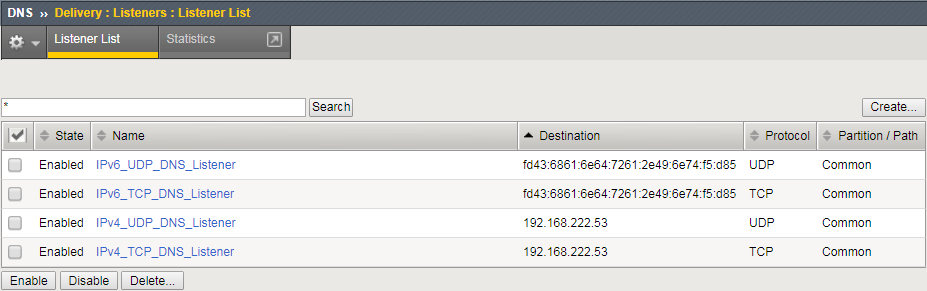 DNS ›› Delivery : Listeners : Listener List
Listener List Statistics
* Search Create...
State Name Destination Protocol Partition / Path
Enabled IPv6_UDP_DNS_Listener fd43:6861:6e64:7261:2e49:6e74:f5:d85 UDP Common
Enabled IPv6_TCP_DNS_Listener fd43:6861:6e64:7261:2e49:6e74:f5:d85 TCP Common
Enabled IPv4_UDP_DNS_Listener 192.168.222.53 UDP Common
Enabled IPv4_TCP_DNS_Listener 192.168.222.53 TCP Common
Enable Disable Delete...